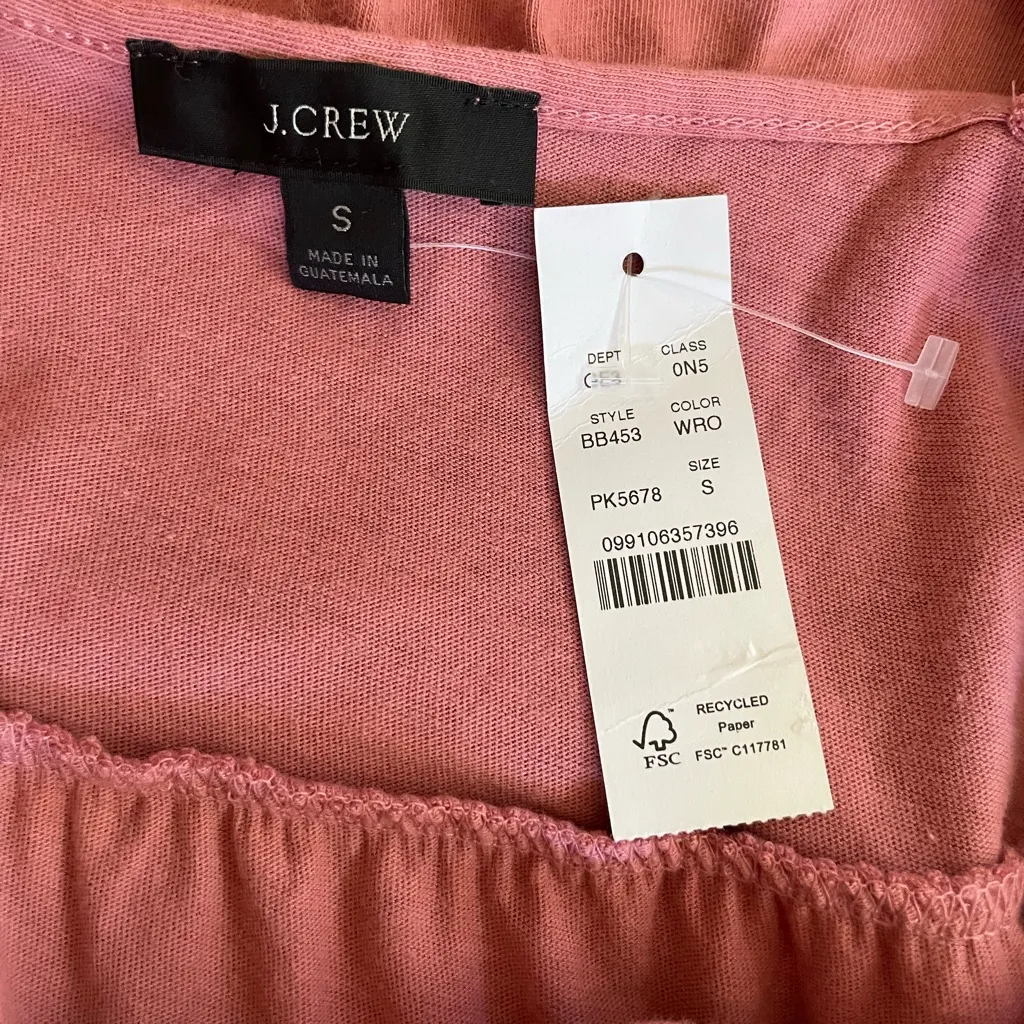 J.CREW
S
MADE IN
GUATEMALA
DEPT CLASS
0N5
STYLE COLOR
BB453 WRO
SIZE
PK5678 S
099106357396
RECYCLED
Paper
FSC™ C117781
FSC